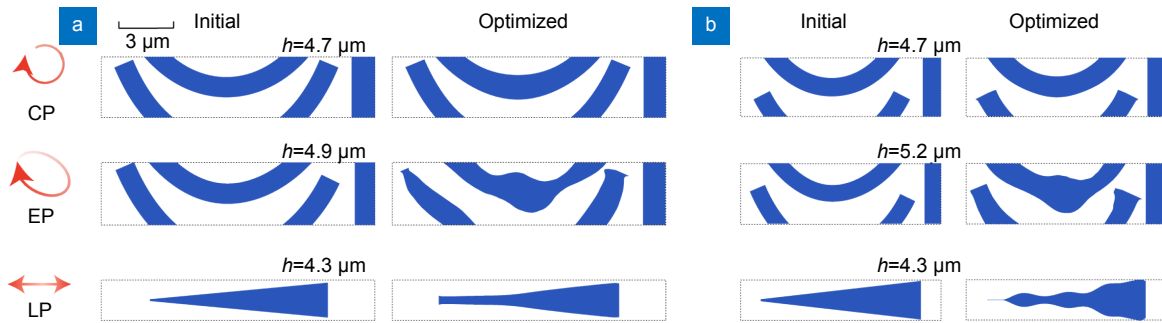 a Initial Optimized b Initial Optimized
3 μm
h=4.7 μm h=4.7 μm
CP
h=4.9 μm h=5.2 μm
EP
h=4.3 μm h=4.3 μm
LP